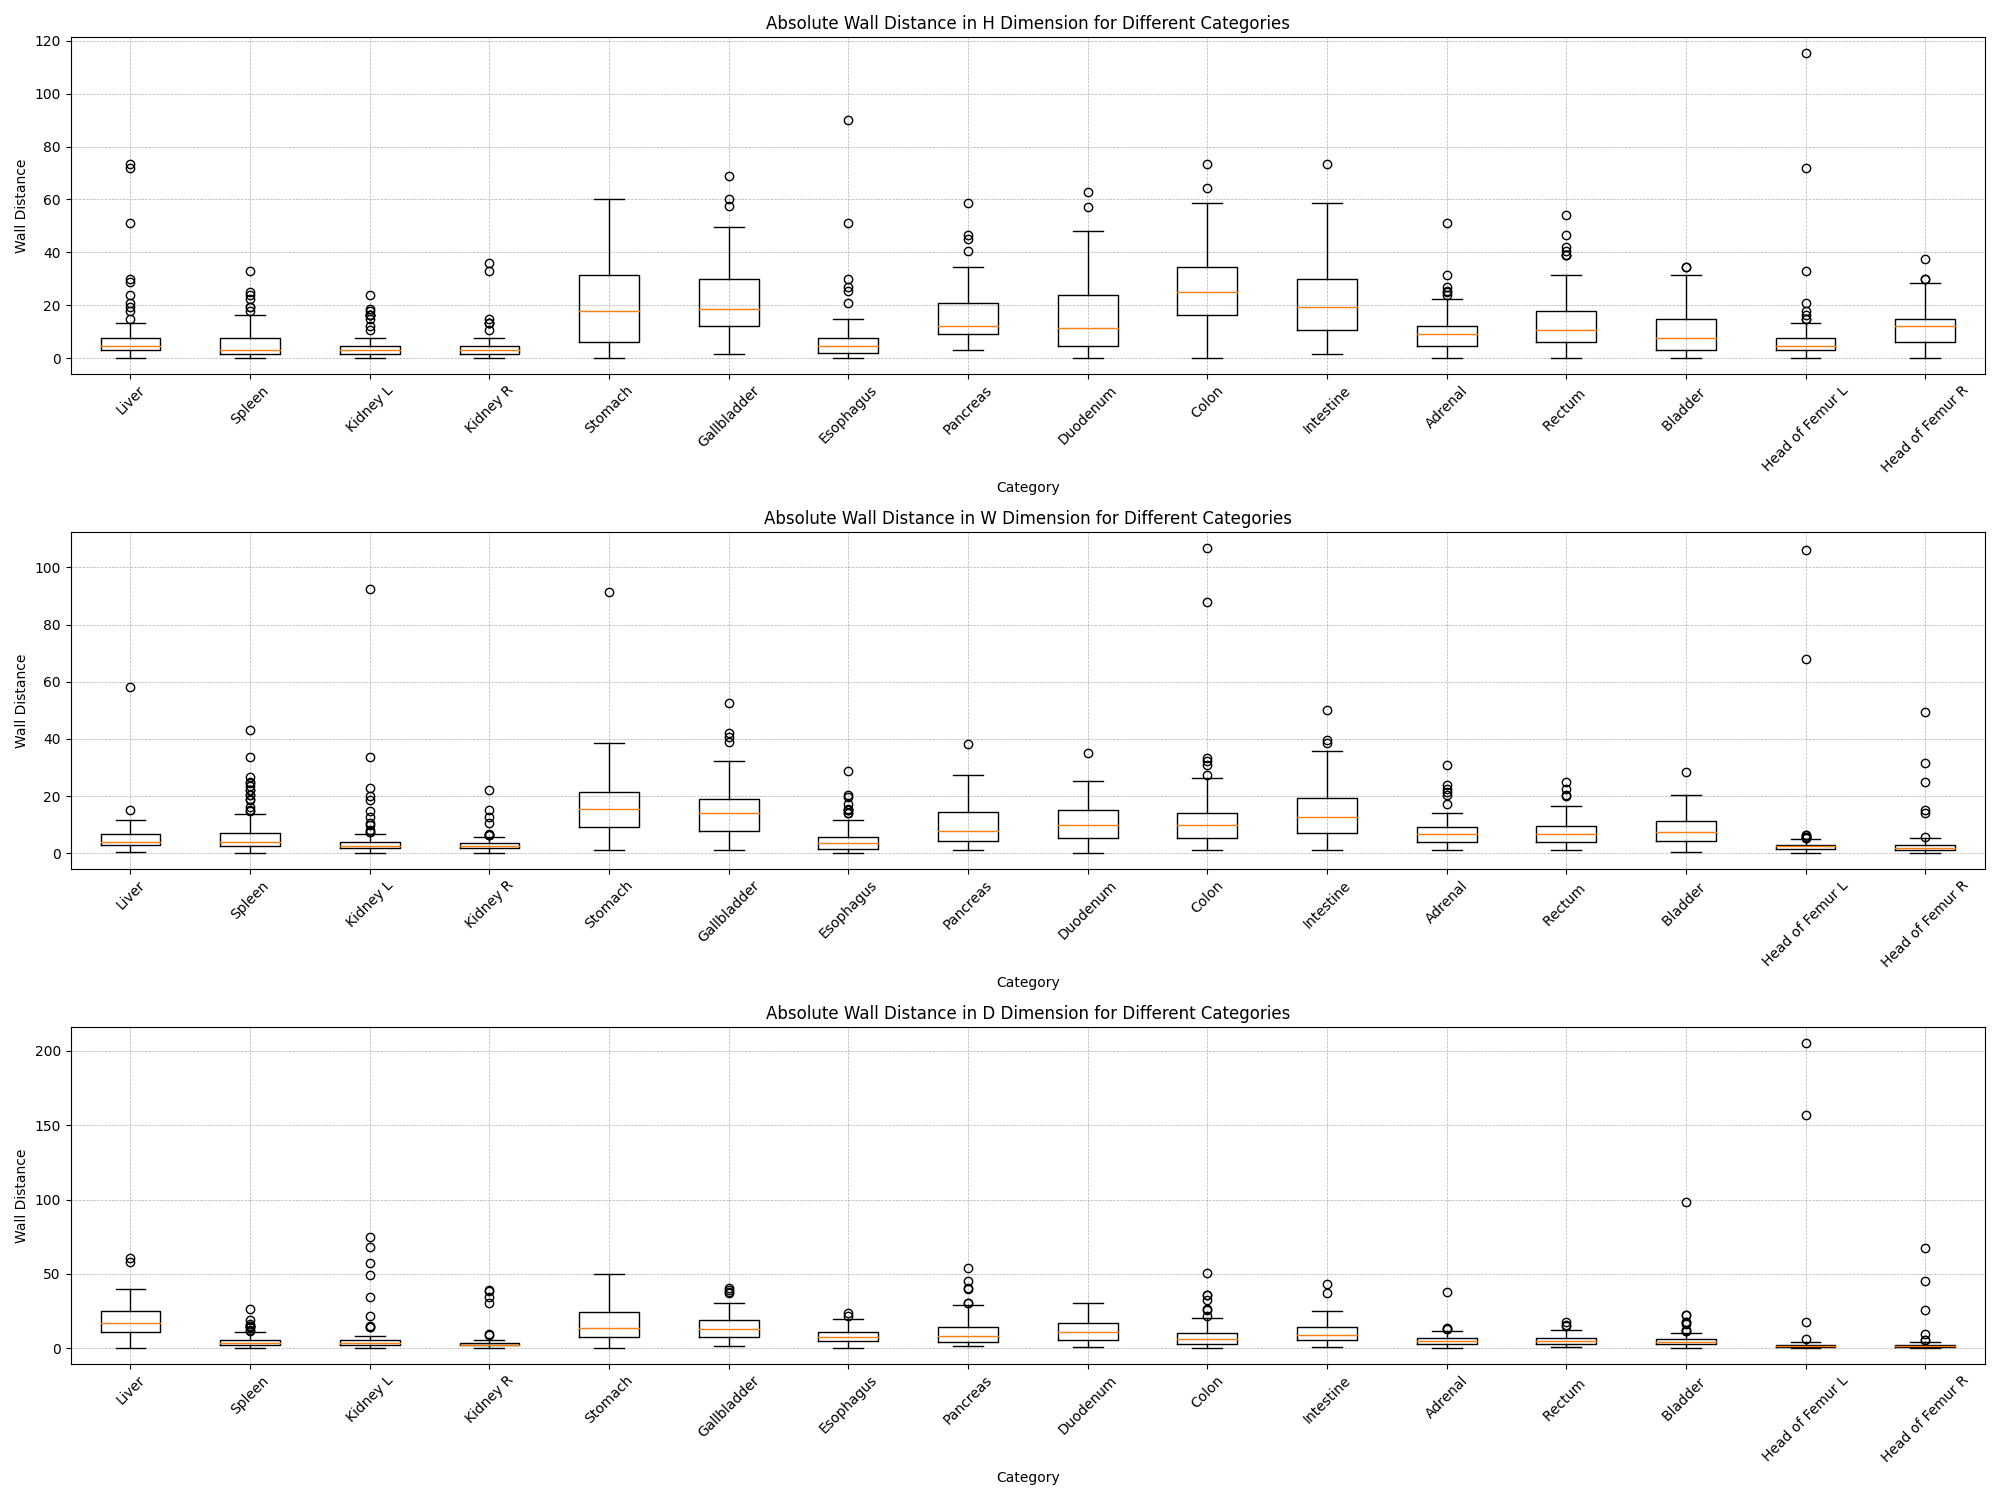 Absolute Wall Distance in H Dimension for Different Categories
120
100
80
60
40
20
0
Wall Distance
Liver
Spleen
Kidney L
Kidney R
Stomach
Gallbladder
Esophagus
Pancreas
Duodenum
Colon
Intestine
Adrenal
Rectum
Bladder
Head of Femur L
Head of Femur R
Category
Absolute Wall Distance in W Dimension for Different Categories
100
80
60
40
20
0
Wall Distance
Liver
Spleen
Kidney L
Kidney R
Stomach
Gallbladder
Esophagus
Pancreas
Duodenum
Colon
Intestine
Adrenal
Rectum
Bladder
Head of Femur L
Head of Femur R
Category
Absolute Wall Distance in D Dimension for Different Categories
200
150
100
50
0
Wall Distance
Liver
Spleen
Kidney L
Kidney R
Stomach
Gallbladder
Esophagus
Pancreas
Duodenum
Colon
Intestine
Adrenal
Rectum
Bladder
Head of Femur L
Head of Femur R
Category